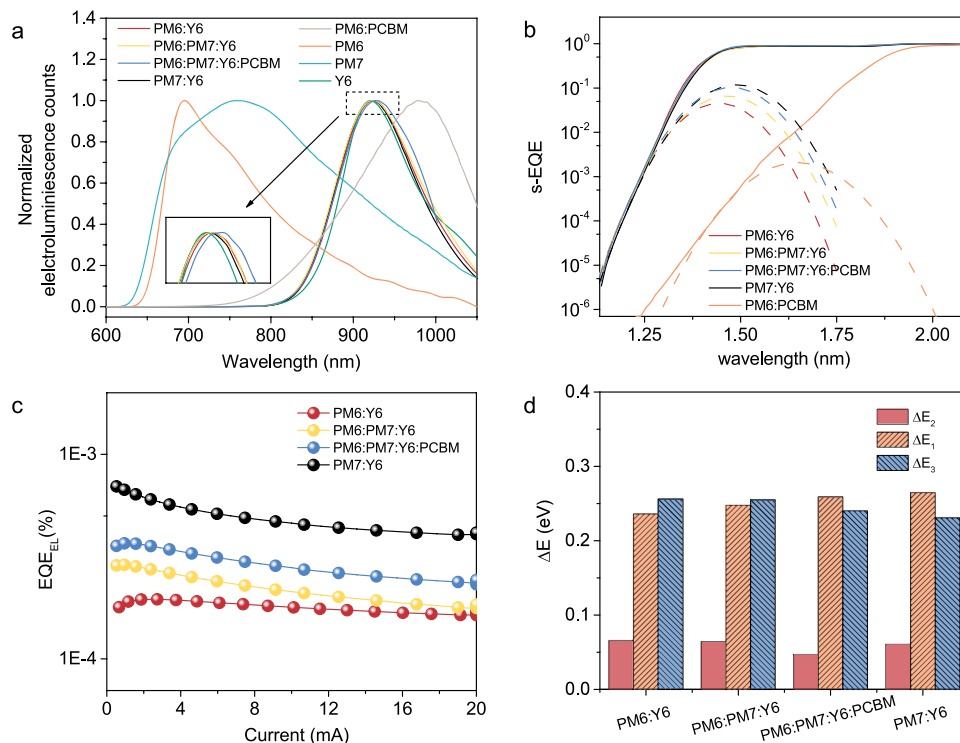 a
1.4
1.2
1.0
0.8
0.6
0.4
0.2
0.0
Normalized
elelctroluminiescence counts
PM6:Y6
PM6:PM7:Y6
PM6:PM7:Y6:PCBM
PM7:Y6
PM6:PCBM
PM6
PM7
Y6
600 700 800 900 1000
Wavelength (nm)
b
10⁰
10⁻¹
10⁻²
10⁻³
10⁻⁴
10⁻⁵
10⁻⁶
s-EQE
PM6:Y6
PM6:PM7:Y6
PM6:PM7:Y6:PCBM
PM7:Y6
PM6:PCBM
1.25 1.50 1.75 2.00
wavelength (nm)
c
1E-3
1E-4
EQE_EL(%)
PM6:Y6
PM6:PM7:Y6
PM6:PM7:Y6:PCBM
PM7:Y6
0 4 8 12 16 20
Current (mA)
d
0.4
0.3
0.2
0.1
0.0
ΔE (eV)
ΔE₂
ΔE₁
ΔE₃
PM6:Y6
PM6:PM7:Y6
PM6:PM7:Y6:PCBM
PM7:Y6